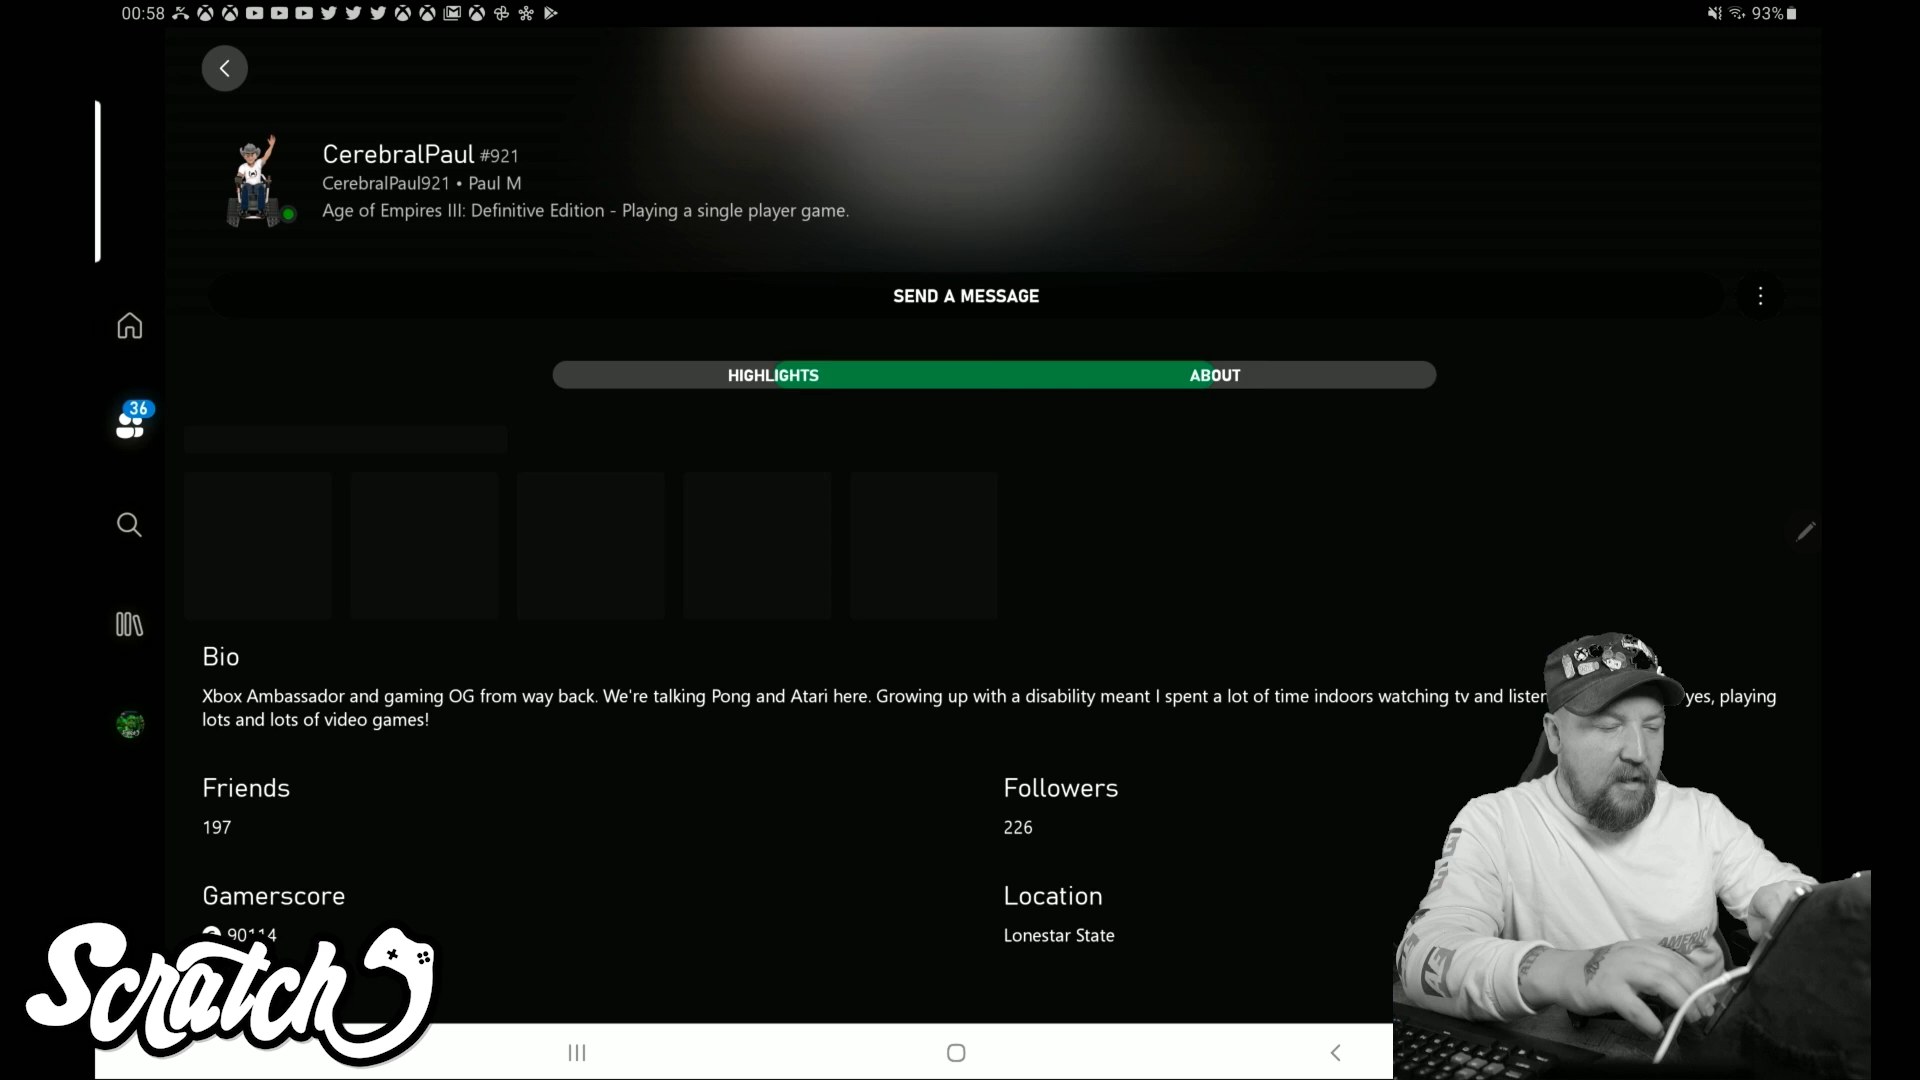 00:58
93%
CerebralPaul #921
CerebralPaul921 • Paul M
Age of Empires III: Definitive Edition - Playing a single player game.
SEND A MESSAGE
HIGHLIGHTS
ABOUT
36
Bio
Xbox Ambassador and gaming OG from way back. We're talking Pong and Atari here. Growing up with a disability meant I spent a lot of time indoors watching tv and yes, playing
lots and lots of video games!
Friends
Followers
197
226
Gamerscore
Location
90114
Lonestar State
Scratch